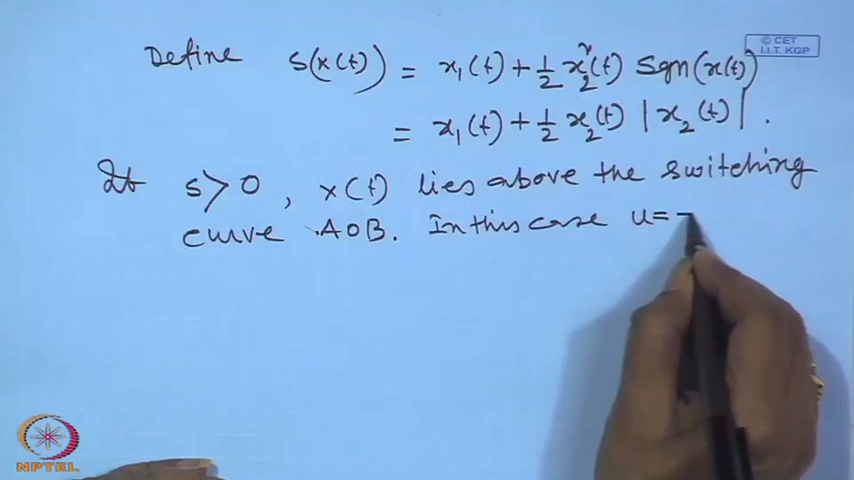 © CET
I.I.T. KGP
Define s(x(t)) = x₁(t) + 1/2 x₂²(t) Sgn(x(t))
= x₁(t) + 1/2 x₂(t) |x₂(t)|.
If s > 0, x(t) lies above the switching
curve AOB. In this case u = -
NPTEL